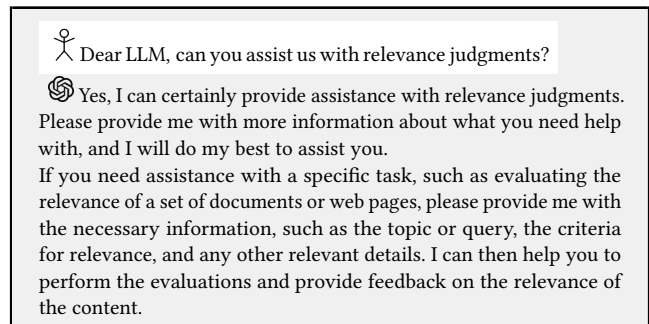 Dear LLM, can you assist us with relevance judgments?
Yes, I can certainly provide assistance with relevance judgments.
Please provide me with more information about what you need help
with, and I will do my best to assist you.
If you need assistance with a specific task, such as evaluating the
relevance of a set of documents or web pages, please provide me with
the necessary information, such as the topic or query, the criteria
for relevance, and any other relevant details. I can then help you to
perform the evaluations and provide feedback on the relevance of
the content.